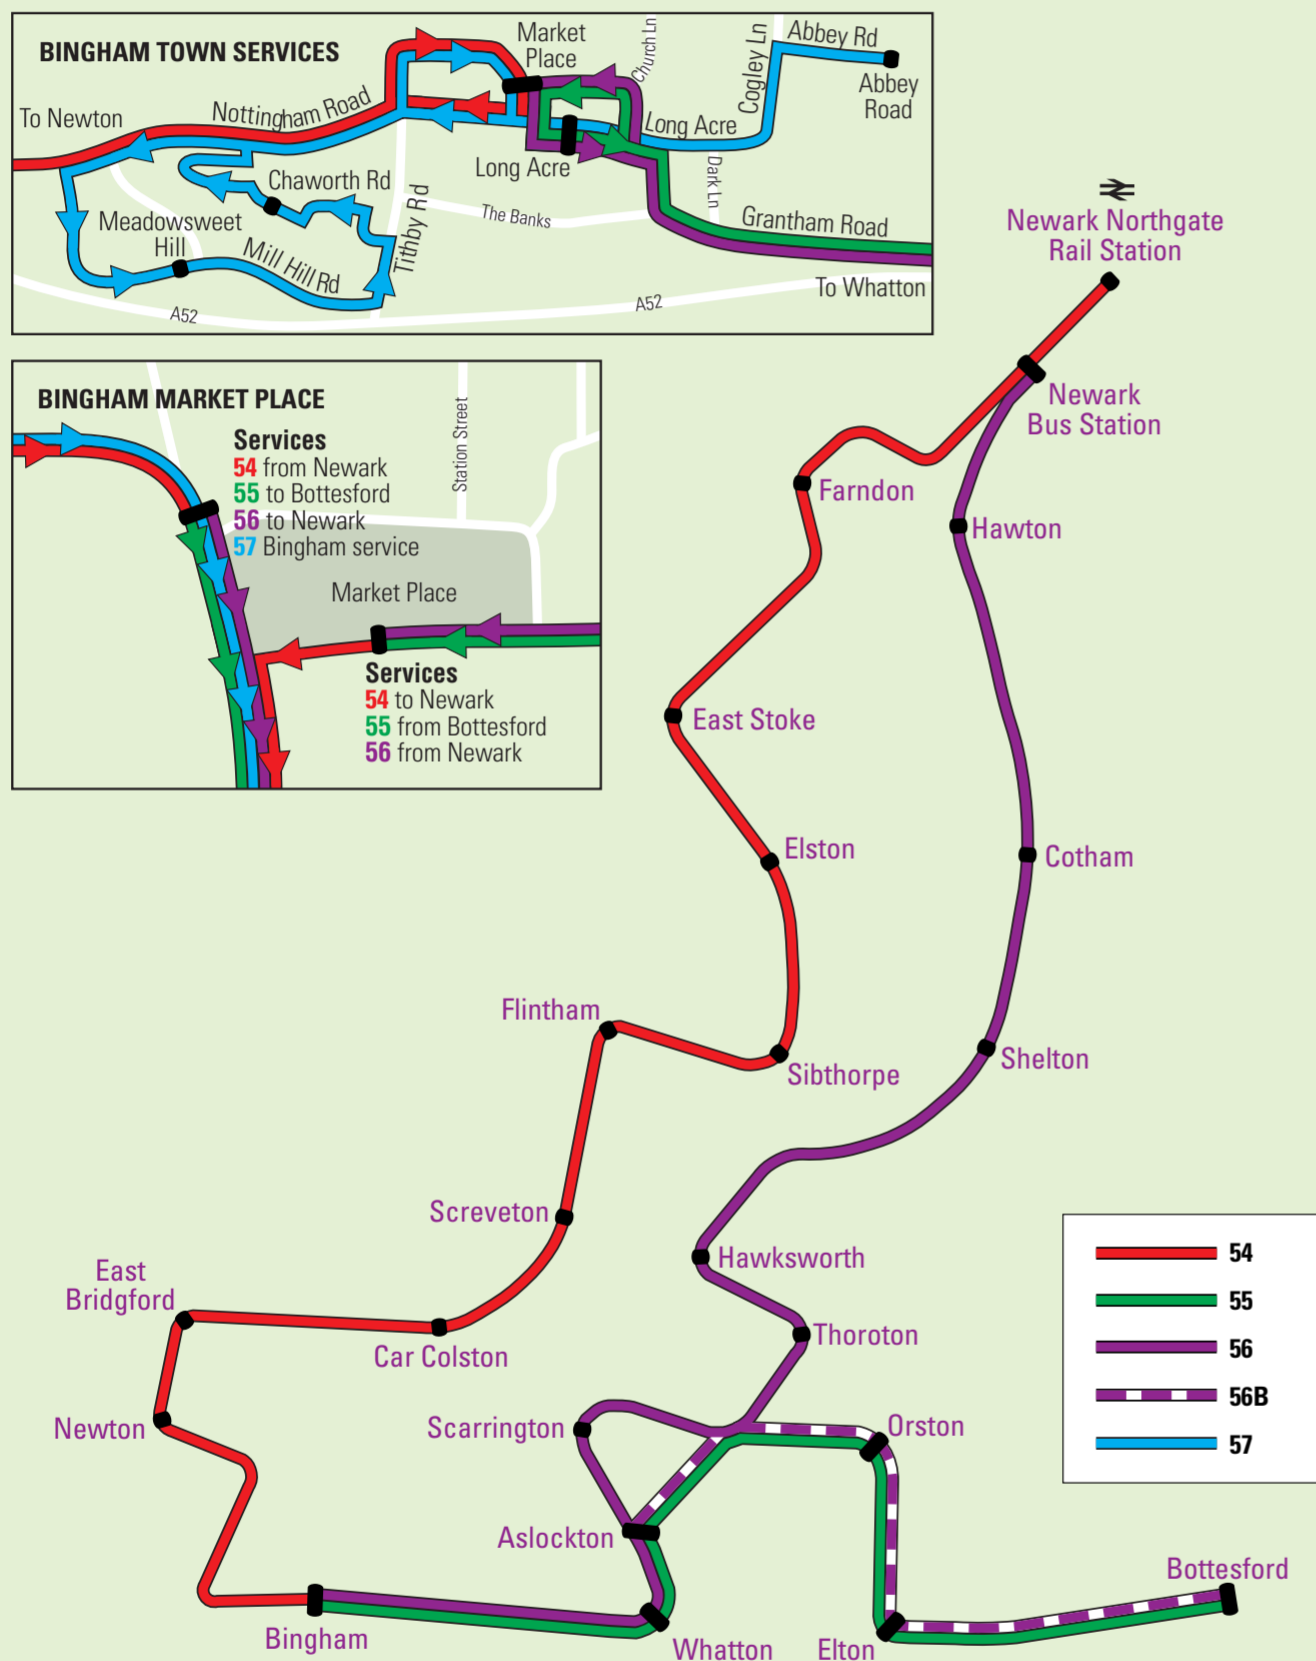 BINGHAM TOWN SERVICES
To Newton
Nottingham Road
Market
Place
Church Ln
Cogley Ln
Abbey Rd
Abbey
Road
Long Acre
Long Acre
Dark Ln
Chaworth Rd
Meadowsweet
Hill
Mill Hill Rd
Tithby Rd
The Banks
Grantham Road
To Whatton
A52
A52
BINGHAM MARKET PLACE
Services
54 from Newark
55 to Bottesford
56 to Newark
57 Bingham service
Station Street
Market Place
Services
54 to Newark
55 from Bottesford
56 from Newark
Newark Northgate
Rail Station
Newark
Bus Station
Farndon
Hawton
East Stoke
Elston
Cotham
Flintham
Sibthorpe
Shelton
Screveton
Hawksworth
East
Bridgford
Car Colston
Thoroton
Newton
Scarrington
Orston
Aslockton
Bingham
Whatton
Elton
Bottesford
54
55
56
56B
57